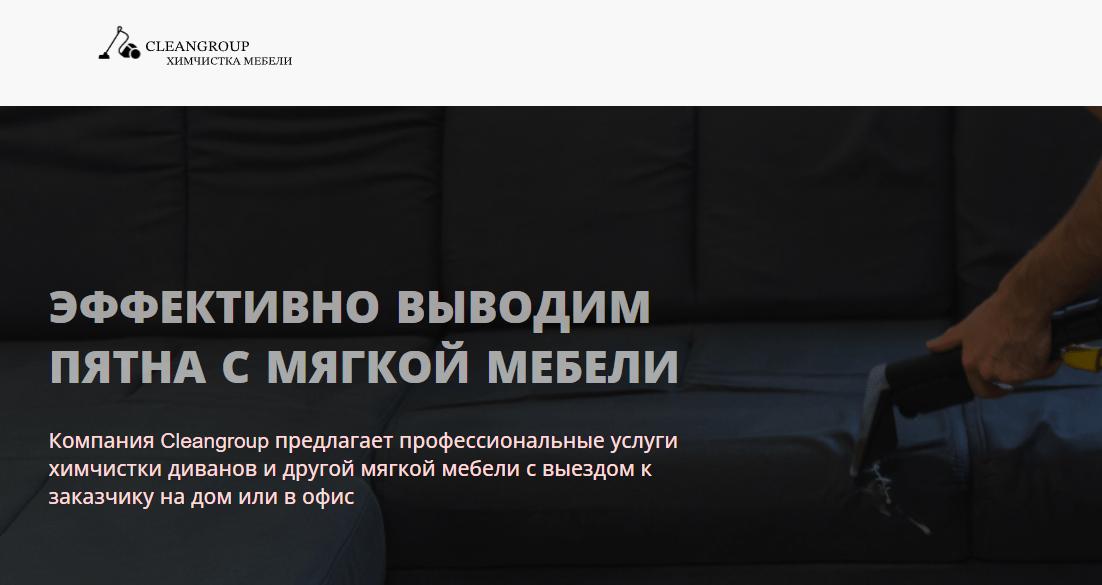 CLEANGROUP
ХИМЧИСТКА МЕБЕЛИ
ЭФФЕКТИВНО ВЫВОДИМ
ПЯТНА С МЯГКОЙ МЕБЕЛИ
Компания Cleangroup предлагает профессиональные услуги
химчистки диванов и другой мягкой мебели с выездом к
заказчику на дом или в офис